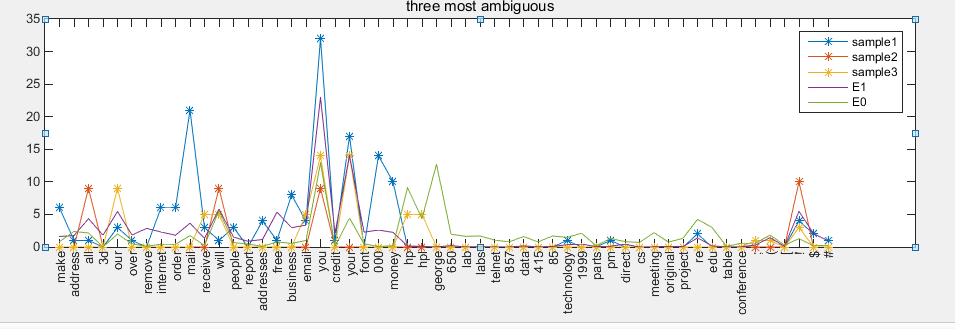 three most ambiguous
35
30
25
20
15
10
5
0
sample1
sample2
sample3
E1
E0
make
address
all
3d
our
over
remove
internet
order
mail
receive
will
people
report
addresses
free
business
email
you
credit
your
font
000
money
hp
hpl
george
650
lab
labs
telnet
857
data
415
85
technology
1999
parts
pm
direct
cs
meeting
original
project
re
edu
table
conference
!
$
#